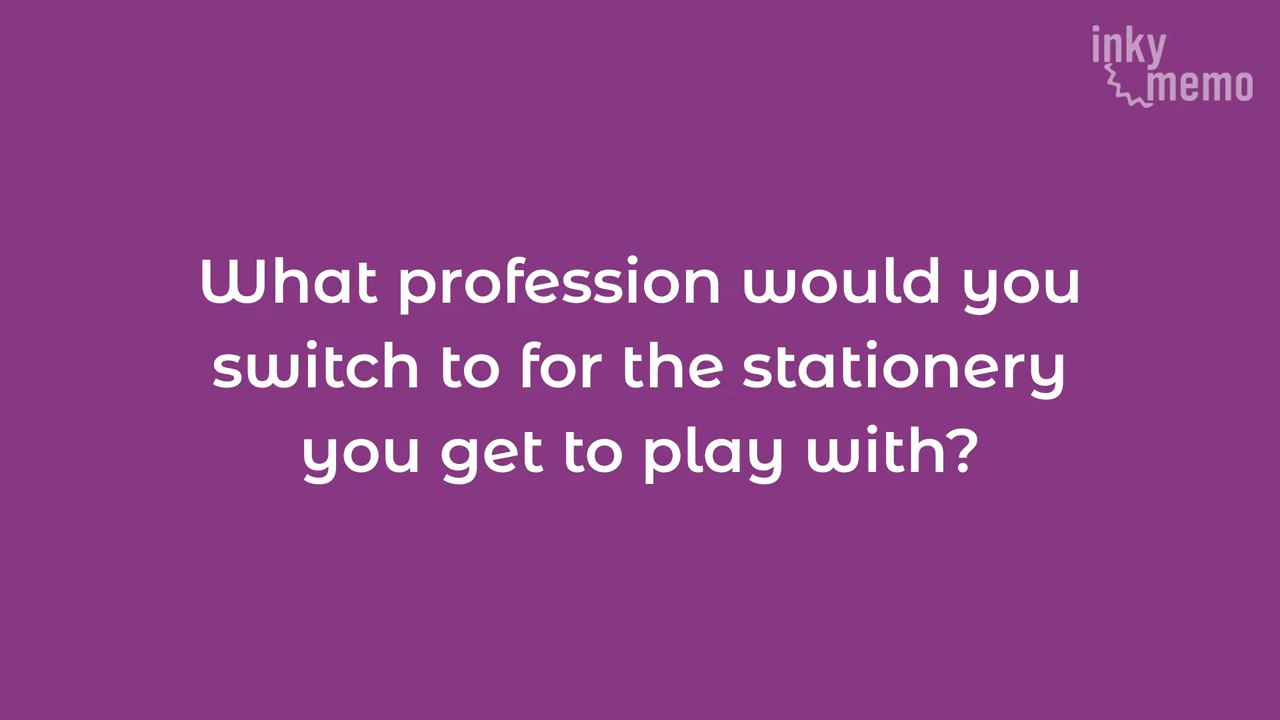 inky
memo
What profession would you
switch to for the stationery
you get to play with?